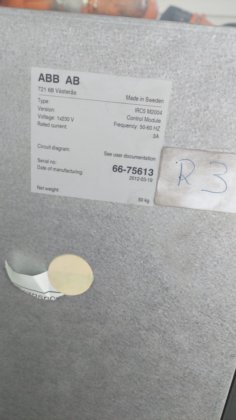 ABB AB
721 68 Västerås
Made in Sweden
Type: IRC5 M2004
Version: Control Module
Voltage: 1x230 V Frequency: 50-60 HZ
Rated current: 3A
Circuit diagram: See user documentation
Serial no: 66-75613
Date of manufacturing: 2012-03-19
Net weight: 50 kg
R 3